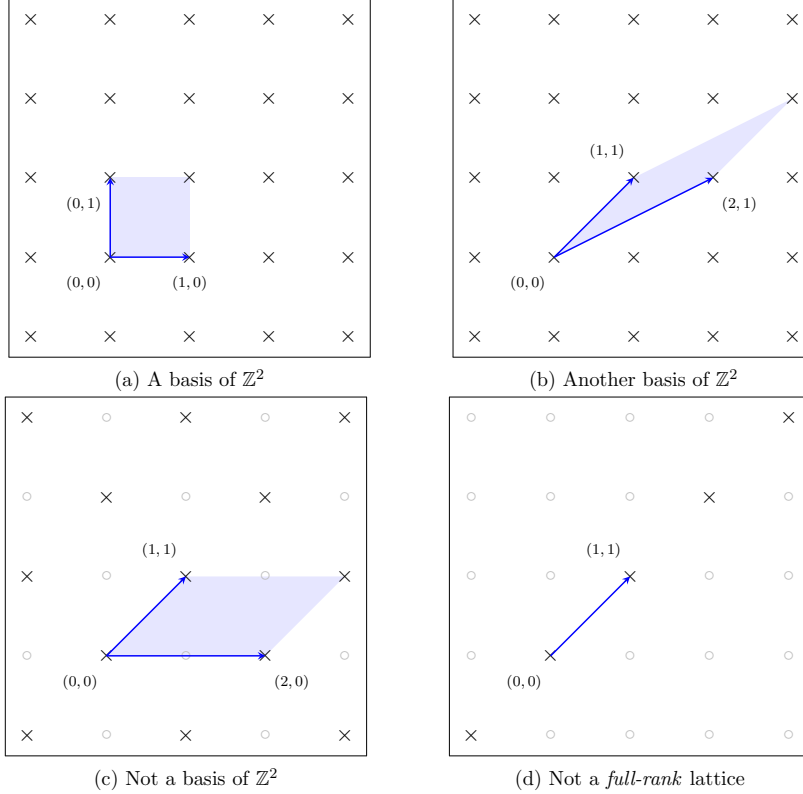 (0, 1)
(0, 0)
(1, 0)
(a) A basis of ℤ²
(1, 1)
(2, 1)
(0, 0)
(b) Another basis of ℤ²
(1, 1)
(0, 0)
(2, 0)
(c) Not a basis of ℤ²
(1, 1)
(0, 0)
(d) Not a full-rank lattice